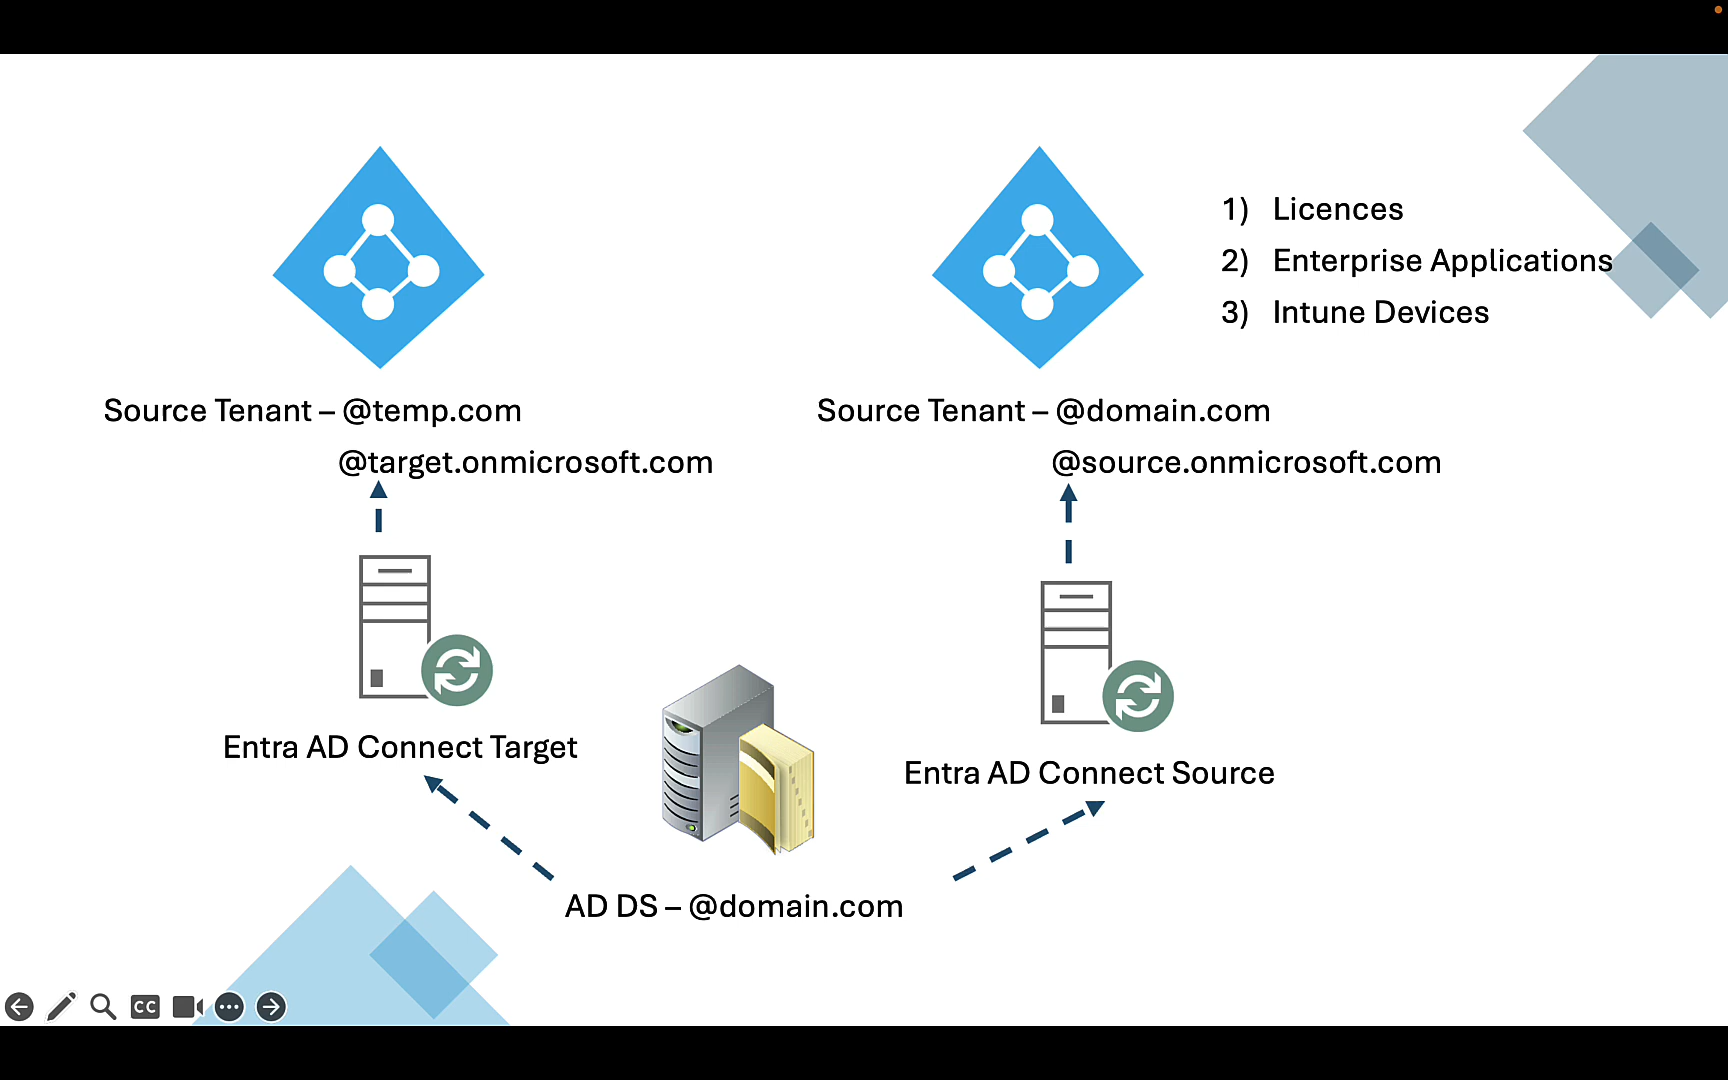 1) Licences
2) Enterprise Applications
3) Intune Devices
Source Tenant – @temp.com
@target.onmicrosoft.com
Source Tenant – @domain.com
@source.onmicrosoft.com
Entra AD Connect Target
Entra AD Connect Source
AD DS – @domain.com
CC